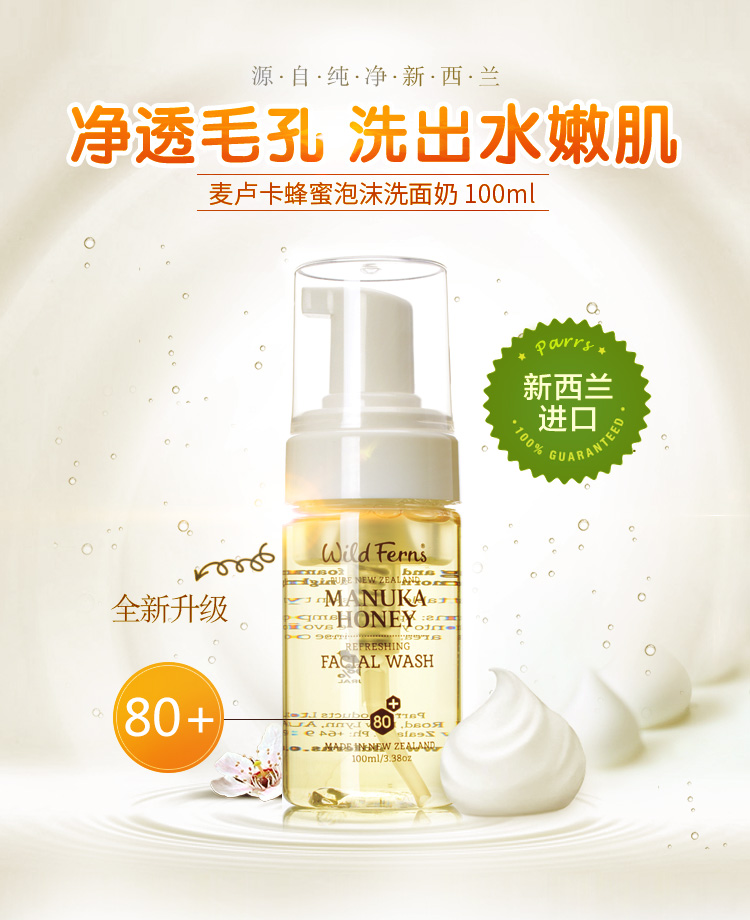 源·自·纯·净·新·西·兰
净透毛孔 洗出水嫩肌
麦卢卡蜂蜜泡沫洗面奶 100ml
Parrs
新西兰
进口
100% GUARANTEED
Wild Ferns®
PURE NEW ZEALAND
MANUKA
HONEY
REFRESHING
FACIAL WASH
全新升级
80+
80+
MADE IN NEW ZEALAND
100ml/3.38oz